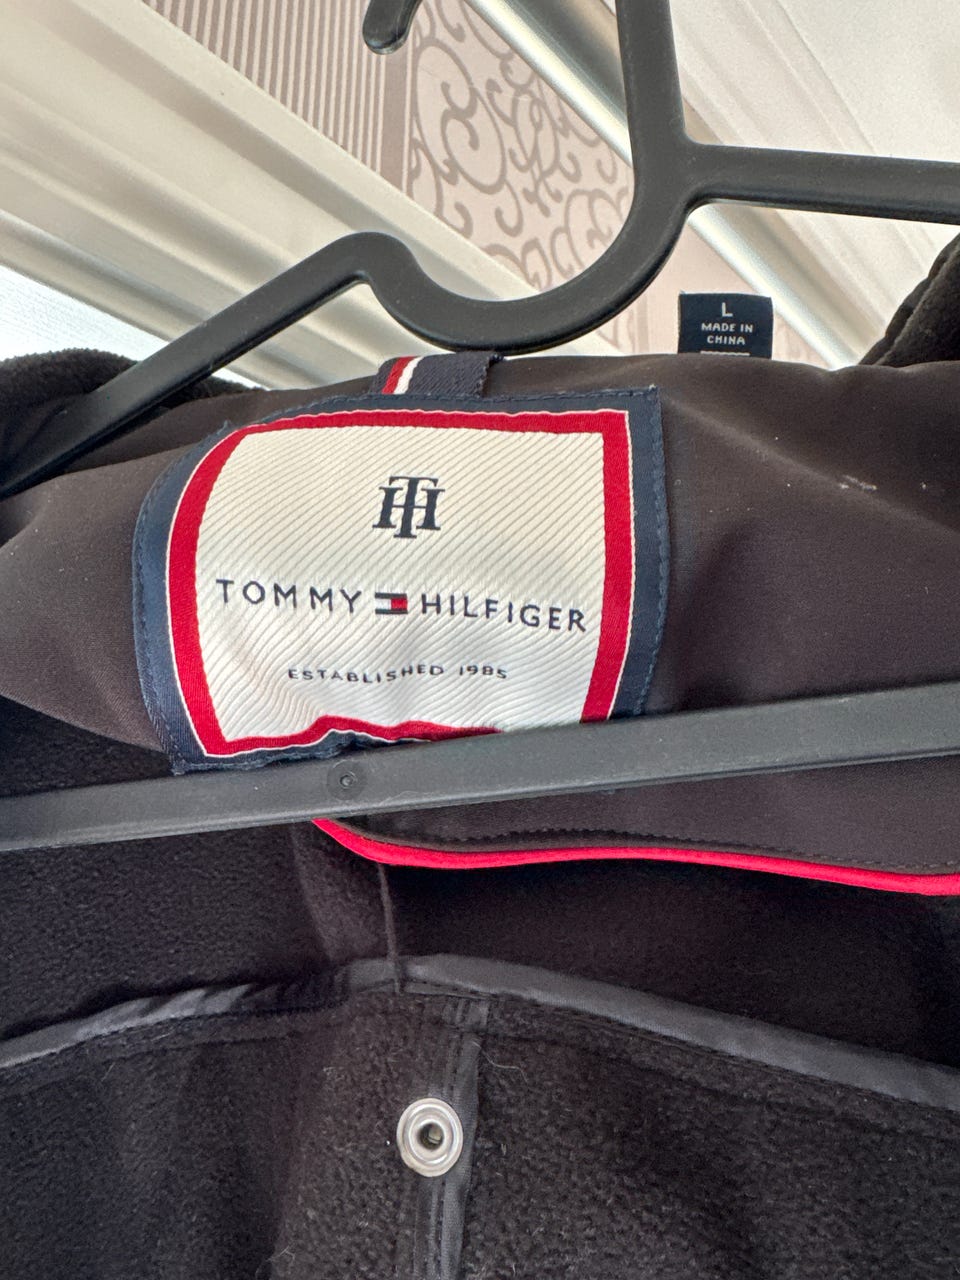 L
MADE IN
CHINA
TH
TOMMY HILFIGER
ESTABLISHED 1985